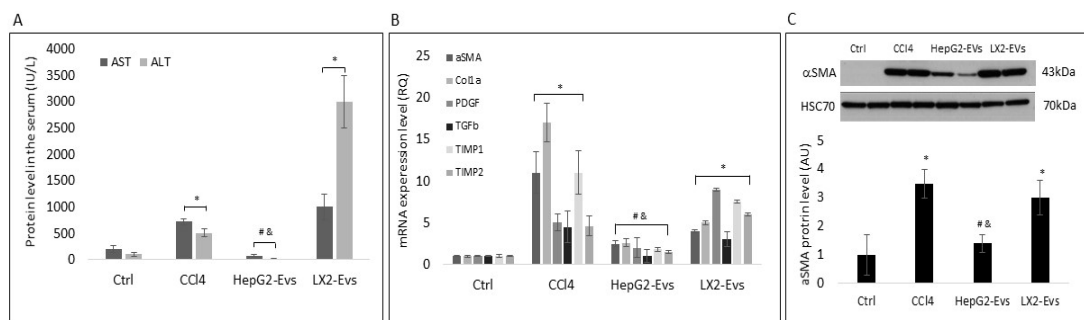 A
Protein level in the serum (IU/L)
4000
3500
3000
2500
2000
1500
1000
500
0
AST ALT
*
*
# &
Ctrl CCl4 HepG2-Evs LX2-Evs
B
mRNA experession level (RQ)
25
20
15
10
5
0
aSMA
Col1a
PDGF
TGFb
TIMP1
TIMP2
*
# &
*
Ctrl CCl4 HepG2-Evs LX2-Evs
C
Ctrl CCl4 HepG2-EVs LX2-EVs
αSMA 43kDa
HSC70 70kDa
aSMA protrin level (AU)
5
4
3
2
1
0
*
# &
*
Ctrl CCl4 HepG2-Evs LX2-Evs